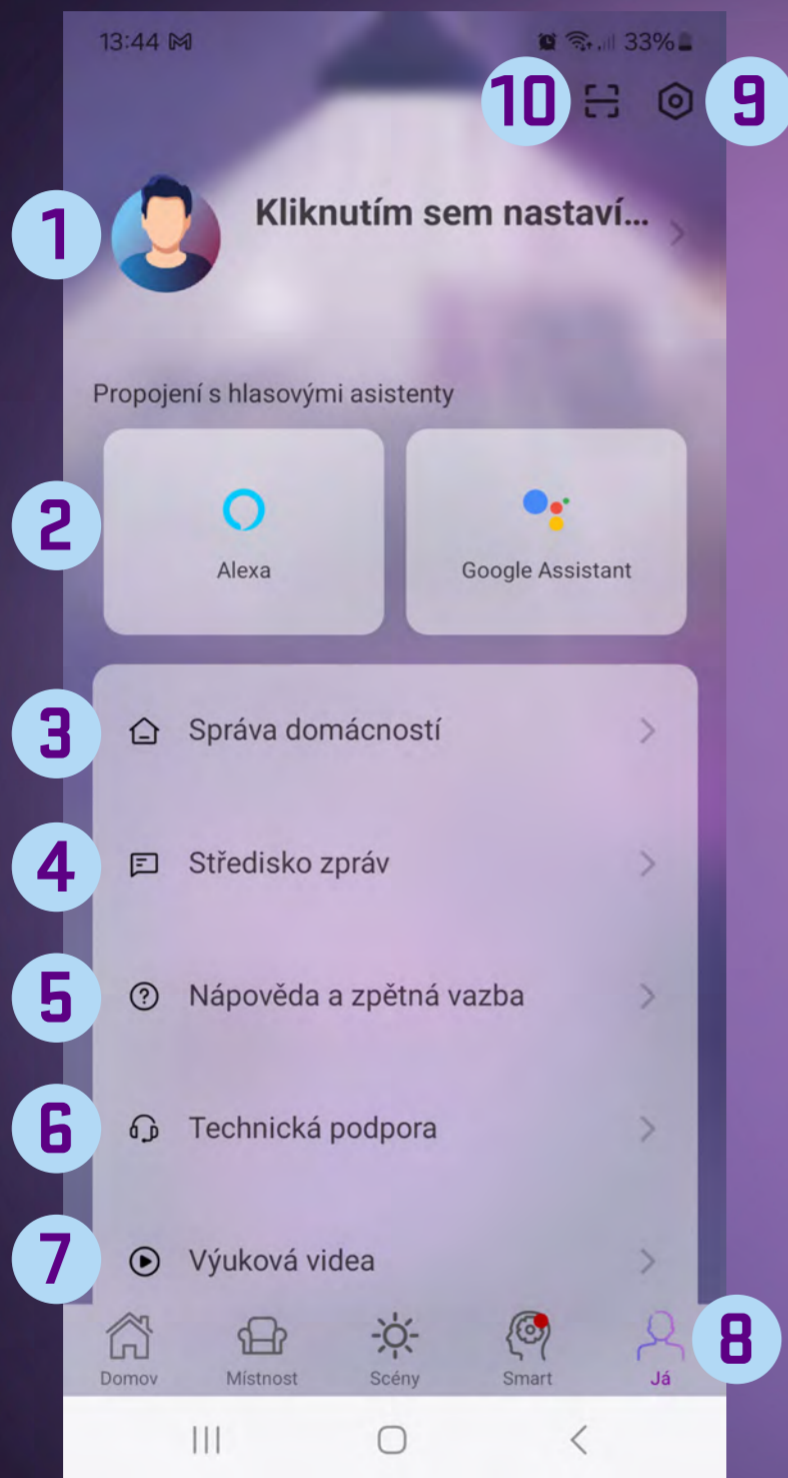 13:44
33%
10
9
1
Kliknutím sem nastaví...
Propojení s hlasovými asistenty
2
Alexa
Google Assistant
3
Správa domácností
4
Středisko zpráv
5
Nápověda a zpětná vazba
6
Technická podpora
7
Výuková videa
Domov
Místnost
Scény
Smart
Já
8